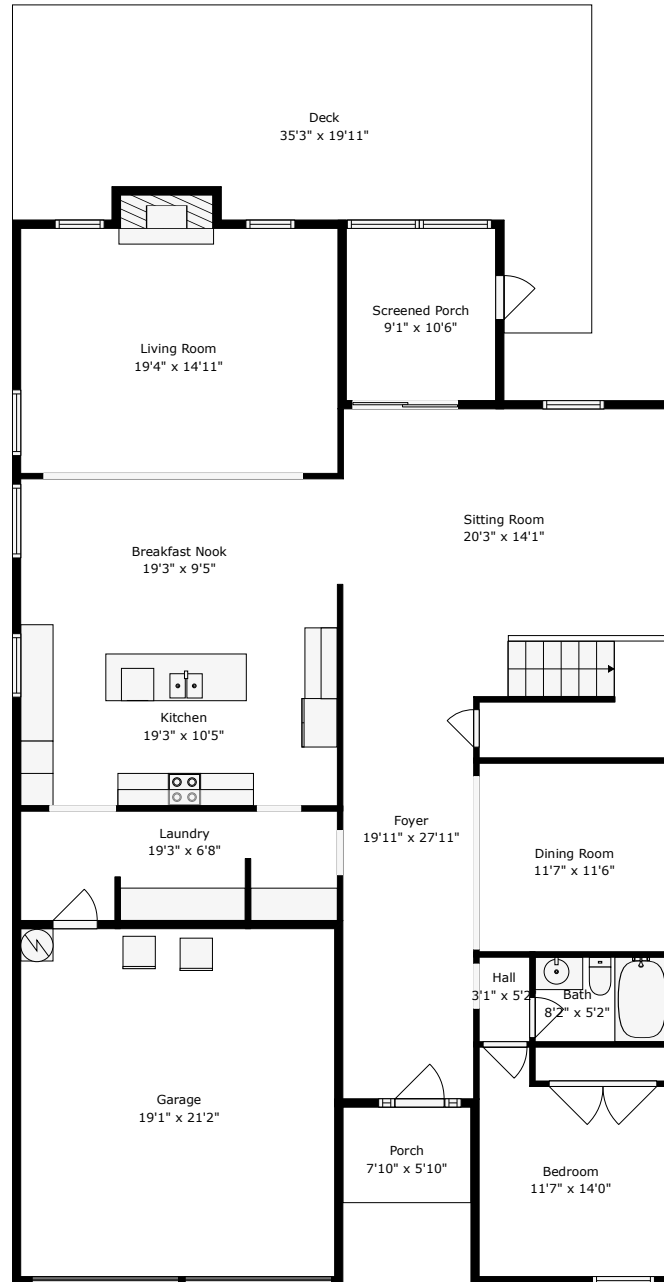 Deck
35'3" x 19'11"
Screened Porch
9'1" x 10'6"
Living Room
19'4" x 14'11"
Sitting Room
20'3" x 14'1"
Breakfast Nook
19'3" x 9'5"
Kitchen
19'3" x 10'5"
Foyer
19'11" x 27'11"
Laundry
19'3" x 6'8"
Dining Room
11'7" x 11'6"
Hall
3'1" x 5'2"
Bath
8'2" x 5'2"
Garage
19'1" x 21'2"
Porch
7'10" x 5'10"
Bedroom
11'7" x 14'0"